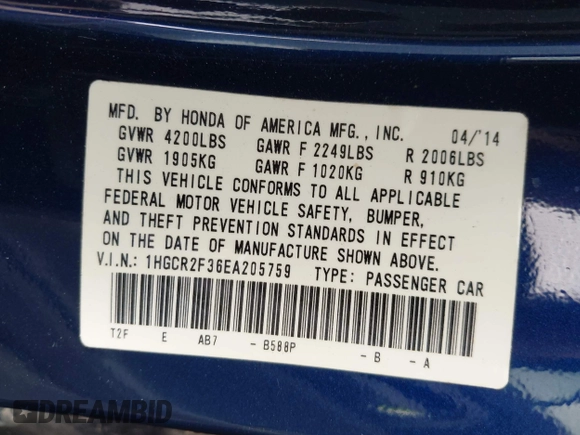 MFD. BY HONDA OF AMERICA MFG., INC. 04/'14
GVWR 4200LBS GAWR F 2249LBS R 2006LBS
GVWR 1905KG GAWR F 1020KG R 910KG
THIS VEHICLE CONFORMS TO ALL APPLICABLE
FEDERAL MOTOR VEHICLE SAFETY, BUMPER,
AND THEFT PREVENTION STANDARDS IN EFFECT
ON THE DATE OF MANUFACTURE SHOWN ABOVE.
V.I.N.: 1HGCR2F36EA205759 TYPE: PASSENGER CAR
T2F E AB7 - B588P - B - A
DREAMBID